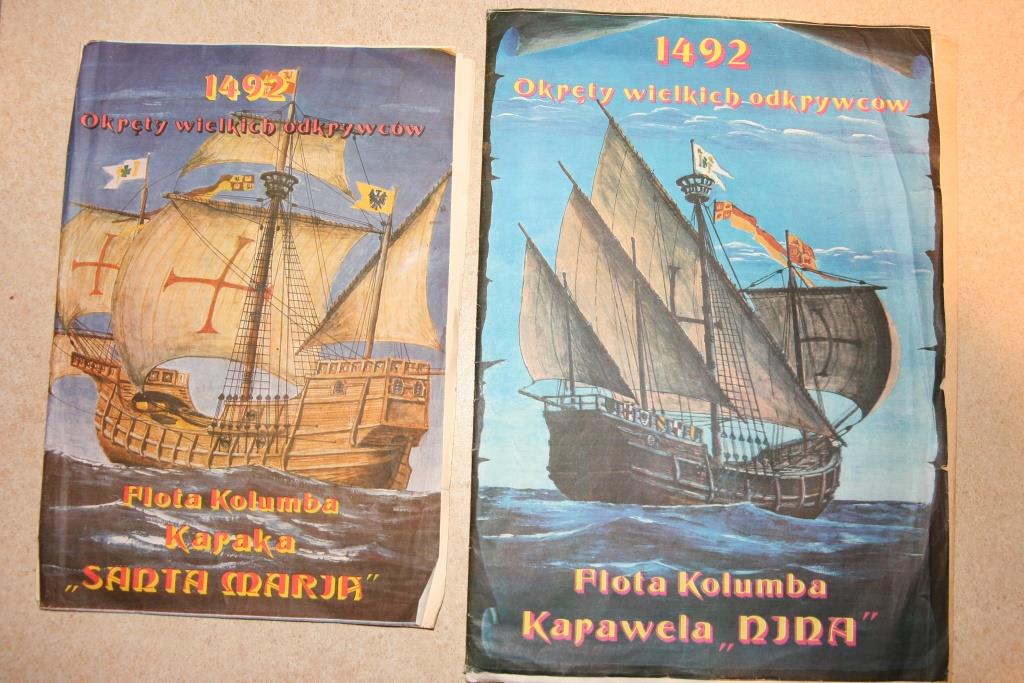 1492
Okręty wielkich odkrywców
Flota Kolumba
Karaka
„SANTA MARIA”
1492
Okręty wielkich odkrywców
Flota Kolumba
Karawela „NINA”